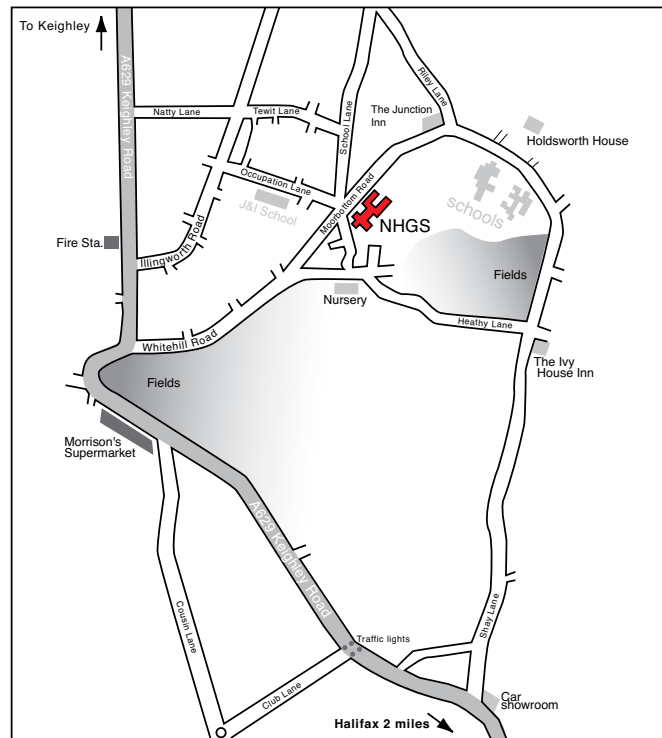 To Keighley
A629 Keighley Road
Natty Lane
Tewit Lane
School Lane
Riley Lane
The Junction
Inn
Holdsworth House
Occupation Lane
J&I School
Moorbottom Road
NHGS
schools
Fire Sta.
Illingworth Road
Fields
Nursery
Heathy Lane
Whitehill Road
The Ivy
House Inn
Fields
Morrison's
Supermarket
A629 Keighley Road
Cousin Lane
Shay Lane
Traffic lights
Club Lane
Car
showroom
Halifax 2 miles